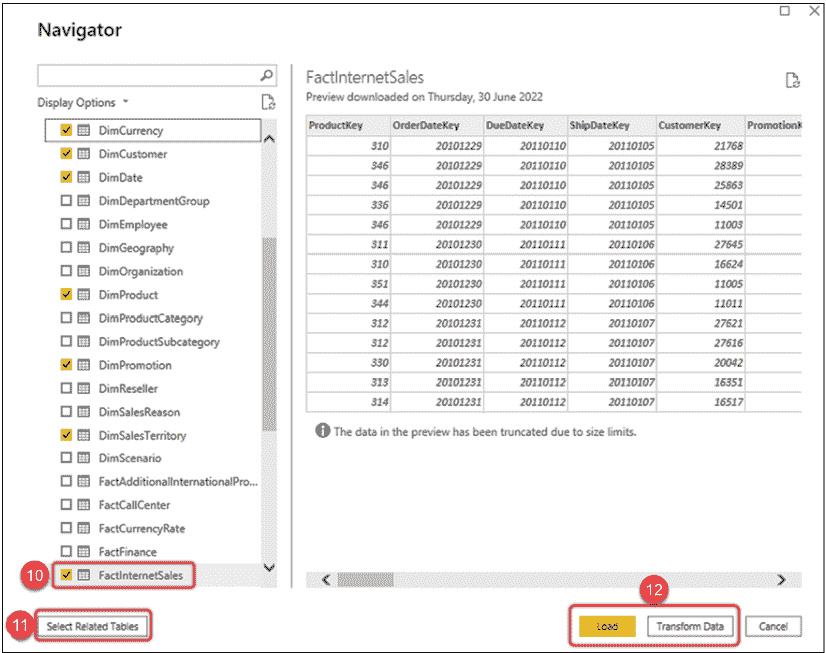 Navigator
Display Options
DimCurrency
DimCustomer
DimDate
DimDepartmentGroup
DimEmployee
DimGeography
DimOrganization
DimProduct
DimProductCategory
DimProductSubcategory
DimPromotion
DimReseller
DimSalesReason
DimSalesTerritory
DimScenario
FactAdditionalInternationalPro...
FactCallCenter
FactCurrencyRate
FactFinance
10 FactInternetSales
11 Select Related Tables
FactInternetSales
Preview downloaded on Thursday, 30 June 2022
ProductKey OrderDateKey DueDateKey ShipDateKey CustomerKey PromotionK
310 20101229 20110110 20110105 21768
346 20101229 20110110 20110105 28389
346 20101229 20110110 20110105 25863
336 20101229 20110110 20110105 14501
346 20101229 20110110 20110105 11003
311 20101230 20110111 20110106 27645
310 20101230 20110111 20110106 16624
351 20101230 20110111 20110106 11005
344 20101230 20110111 20110106 11011
312 20101231 20110112 20110107 27621
312 20101231 20110112 20110107 27616
330 20101231 20110112 20110107 20042
313 20101231 20110112 20110107 16351
314 20101231 20110112 20110107 16517
The data in the preview has been truncated due to size limits.
12
Load Transform Data Cancel